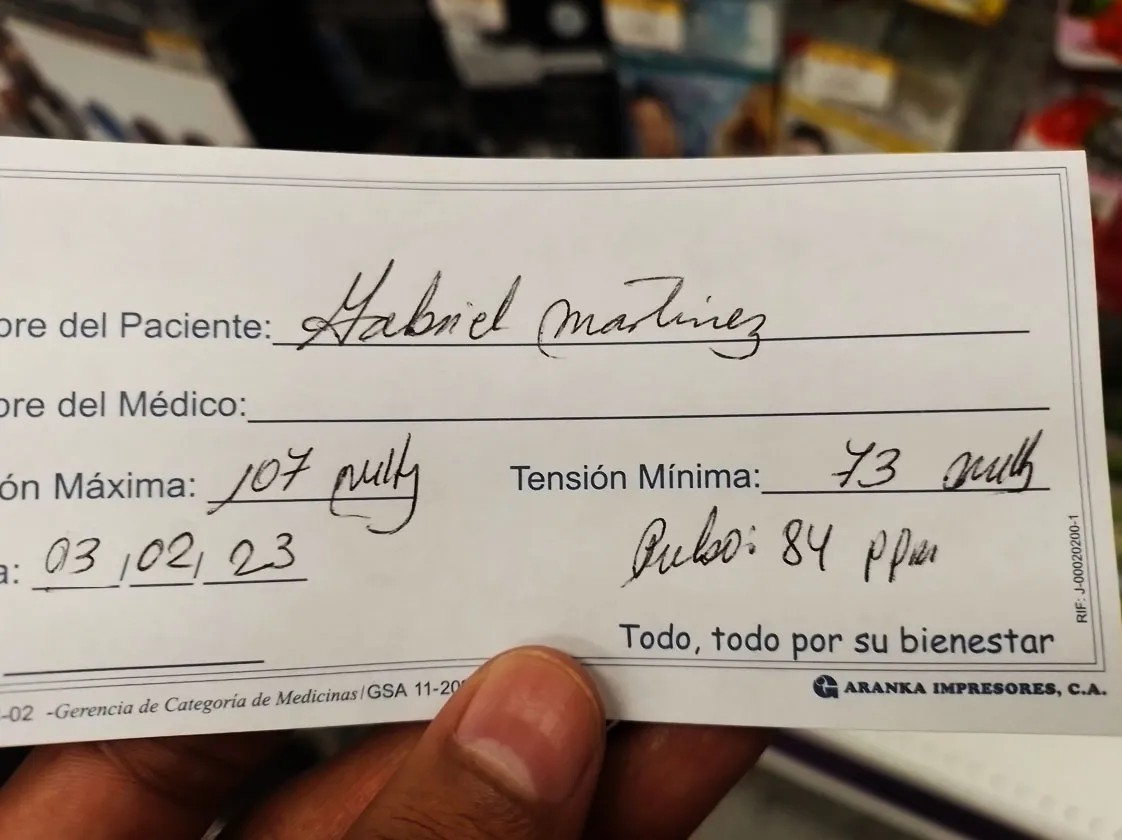 bre del Paciente: Gabriel martinez
bre del Médico:
ón Máxima: 107 mmHg Tensión Mínima: 73 mmHg
a: 03/02/23 Pulso: 84 ppm
Todo, todo por su bienestar
-02 -Gerencia de Categoría de Medicinas/GSA 11-20
ARANKA IMPRESORES, C.A.
RIF: J-00020200-1